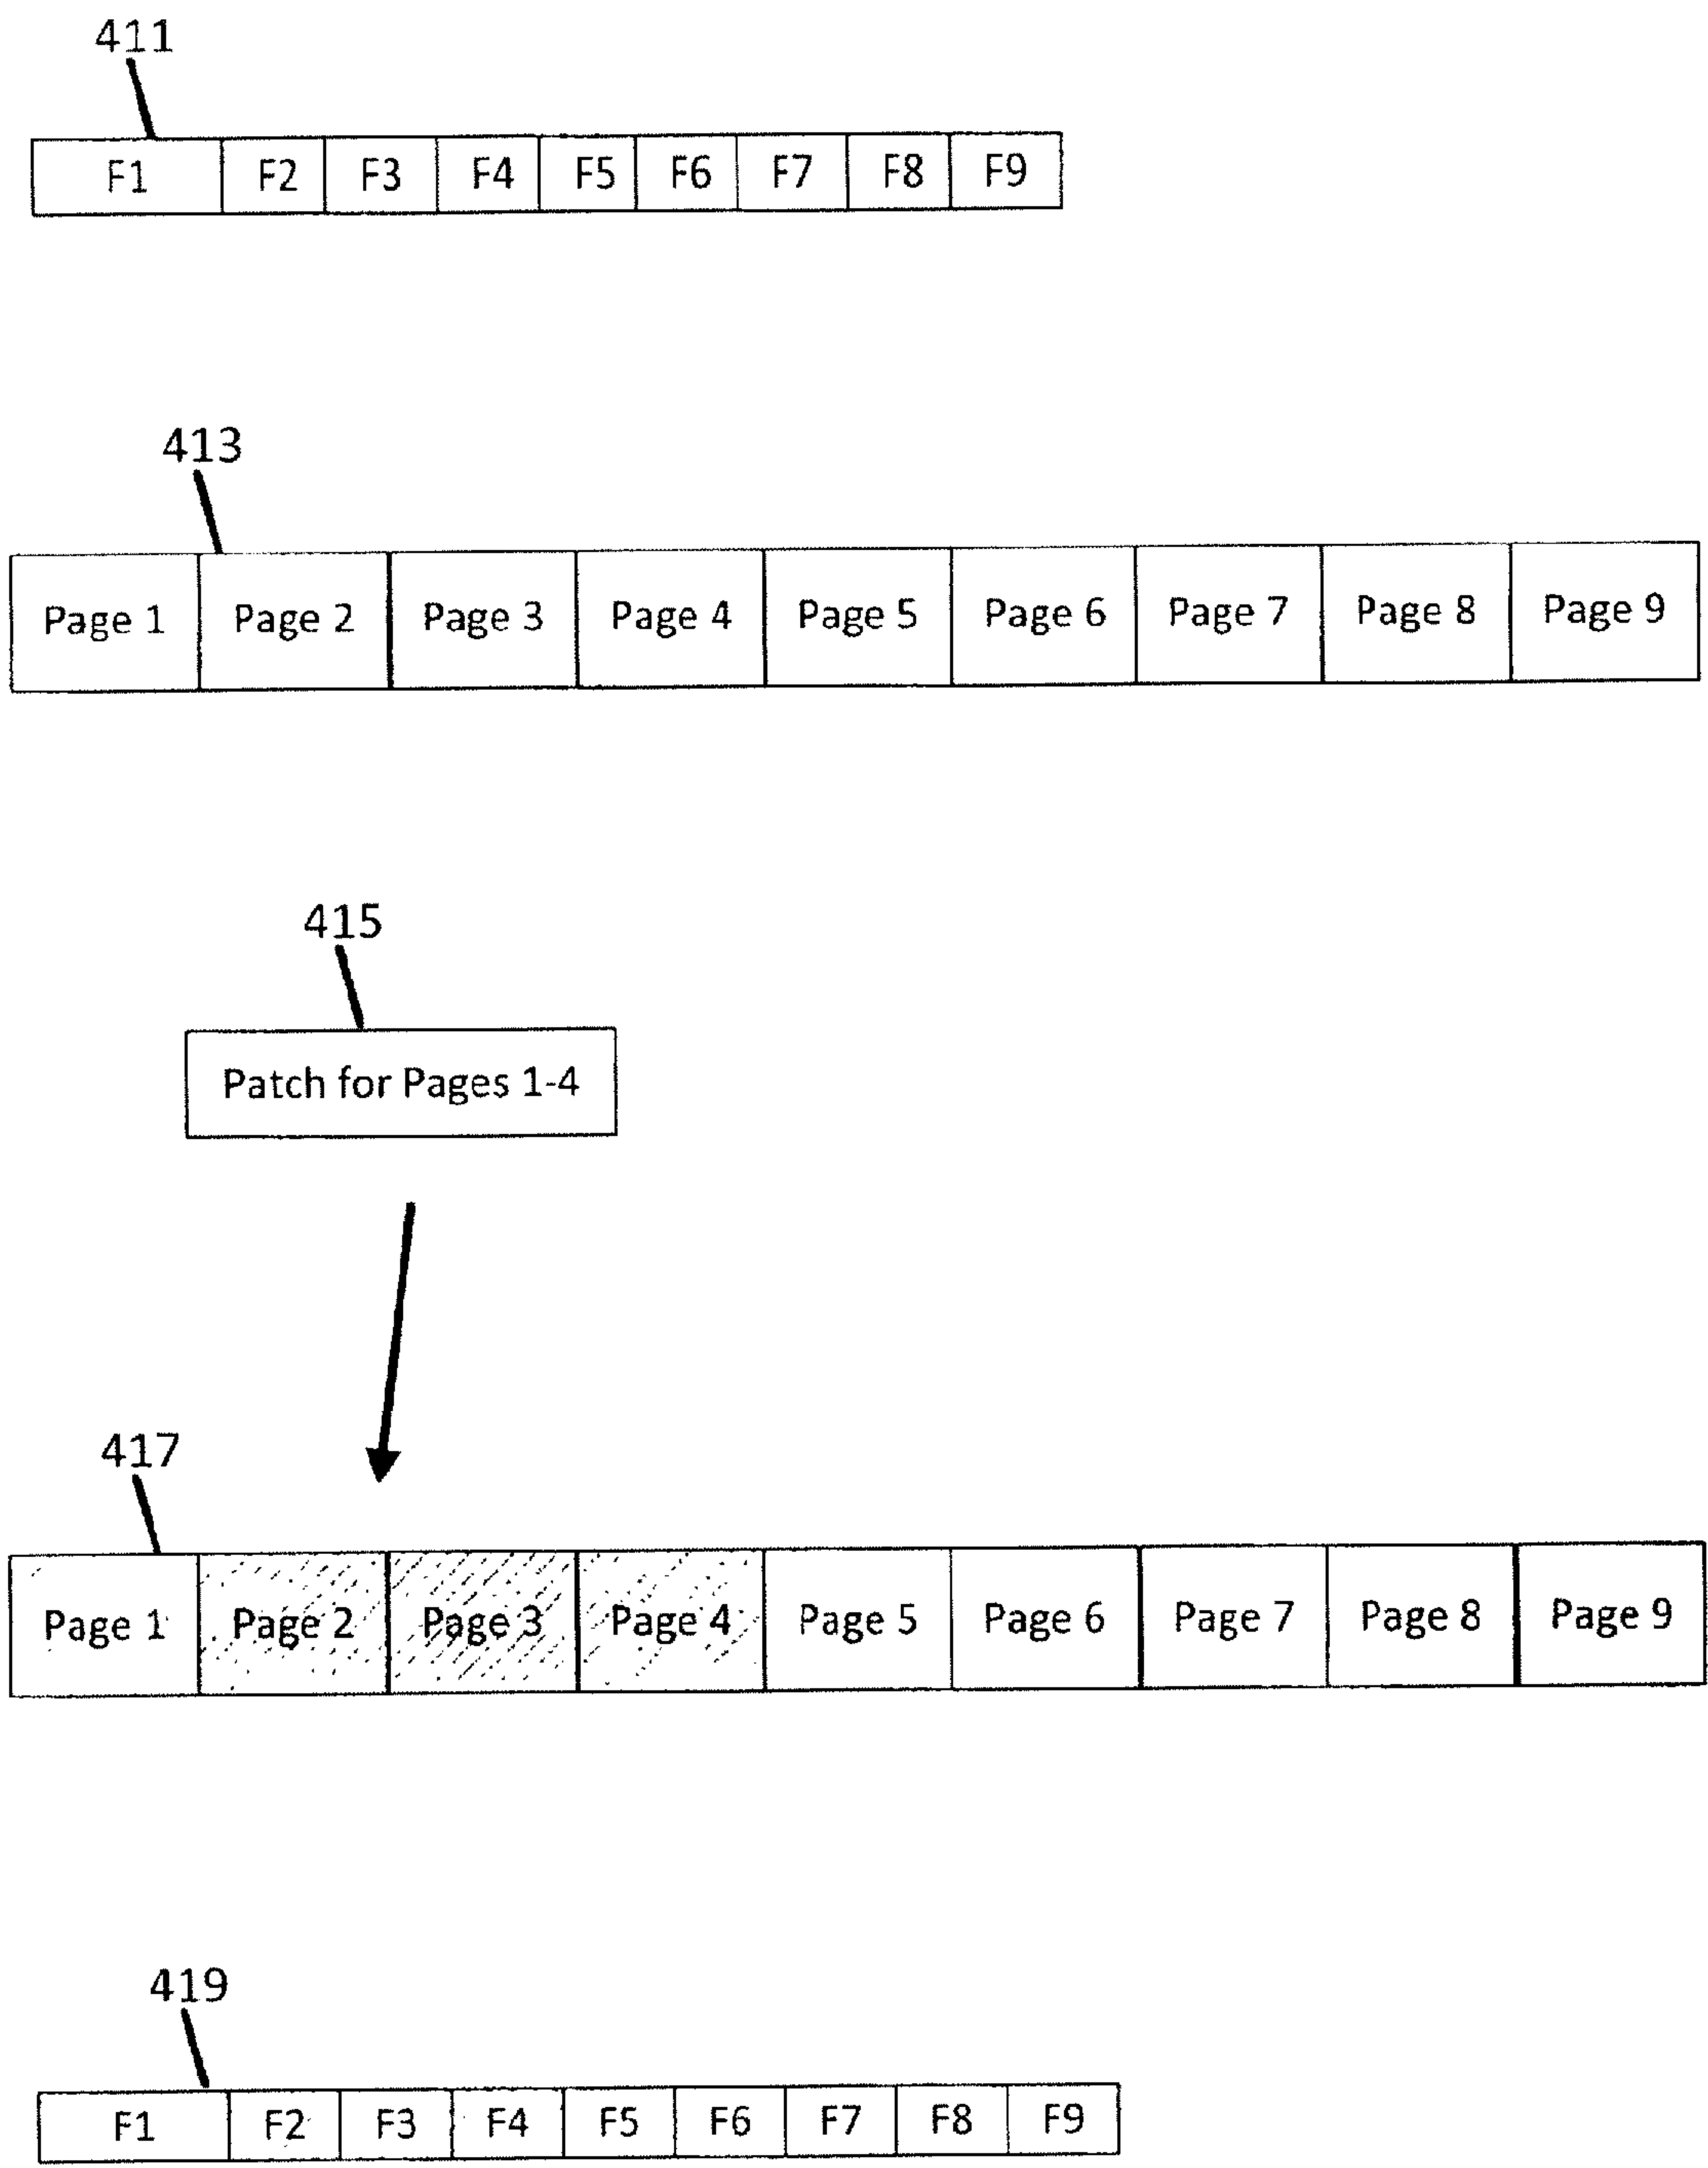 411
F1 F2 F3 F4 F5 F6 F7 F8 F9
413
Page 1 Page 2 Page 3 Page 4 Page 5 Page 6 Page 7 Page 8 Page 9
415
Patch for Pages 1-4
417
Page 1 Page 2 Page 3 Page 4 Page 5 Page 6 Page 7 Page 8 Page 9
419
F1 F2 F3 F4 F5 F6 F7 F8 F9